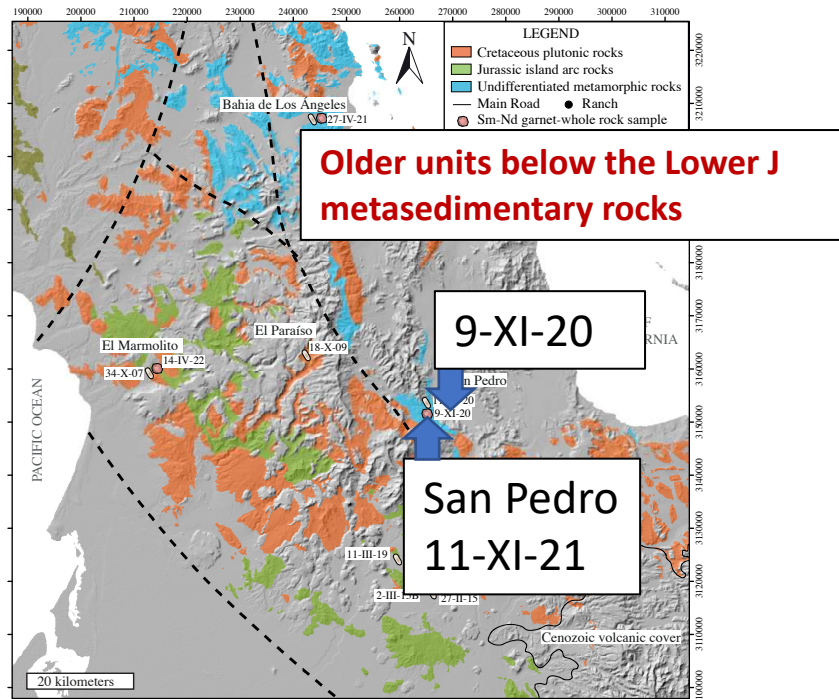 190000 200000 210000 220000 230000 240000 250000 260000 270000 280000 290000 300000 310000
N
LEGEND
Cretaceous plutonic rocks
Jurassic island arc rocks
Undifferentiated metamorphic rocks
Main Road
Ranch
Sm-Nd garnet-whole rock sample
3220000
3210000
Bahia de Los Ángeles
27-IV-21
Older units below the Lower J
metasedimentary rocks
3180000
3170000
3160000
3150000
3140000
3130000
3120000
3110000
3100000
9-XI-20
El Paraíso
18-X-09
El Marmolito
14-IV-22
34-X-07
Pedro
9-XI-20
PACIFIC OCEAN
San Pedro
11-XI-21
11-III-19
27-II-15
Cenozoic volcanic cover
20 kilometers